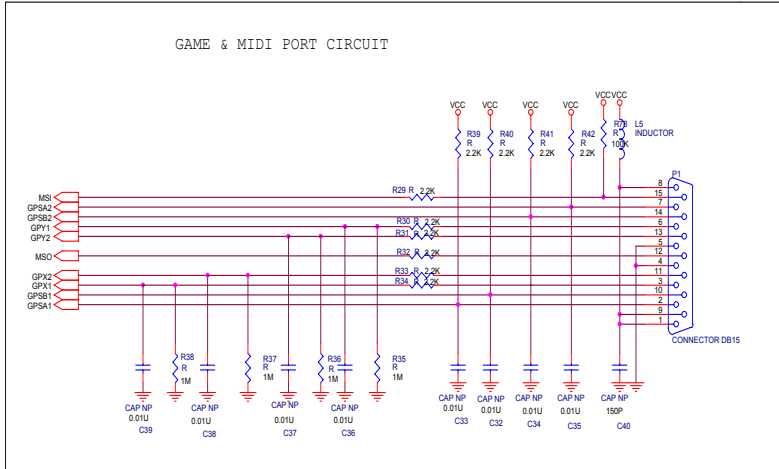 GAME & MIDI PORT CIRCUIT
VCC VCC VCC VCC VCC VCC
R39 R 2.2K
R40 R 2.2K
R41 R 2.2K
R42 R 2.2K
R78 R 100K
L5 INDUCTOR
P1
R29 R 2.2K
R30 R 2.2K
R31 R 2.2K
R32 R 2.2K
R33 R 2.2K
R34 R 2.2K
MSI
GPSA2
GPSB2
GPY1
GPY2
MSO
GPX2
GPX1
GPSB1
GPSA1
8
15
7
14
6
13
5
12
4
11
3
10
2
9
1
CONNECTOR DB15
R38 R 1M
R37 R 1M
R36 R 1M
R35 R 1M
CAP NP 0.01U C39
CAP NP 0.01U C38
CAP NP 0.01U C37
CAP NP 0.01U C36
CAP NP 0.01U C33
CAP NP 0.01U C32
CAP NP 0.01U C34
CAP NP 0.01U C35
CAP NP 150P C40